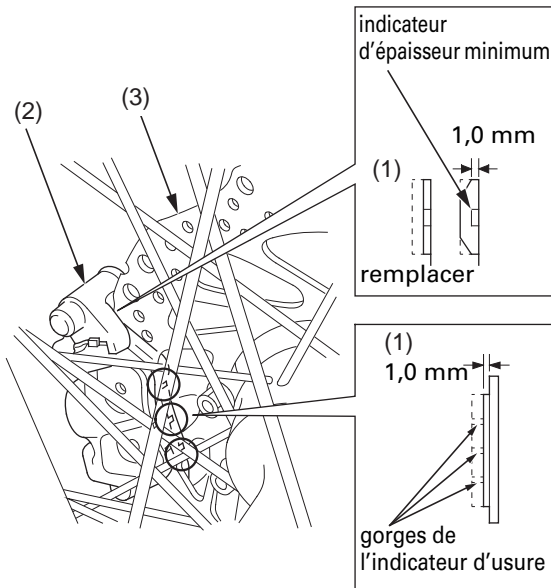 indicateur
d'épaisseur minimum
(2)
(3)
1,0 mm
(1)
remplacer
(1)
1,0 mm
gorges de
l'indicateur d'usure